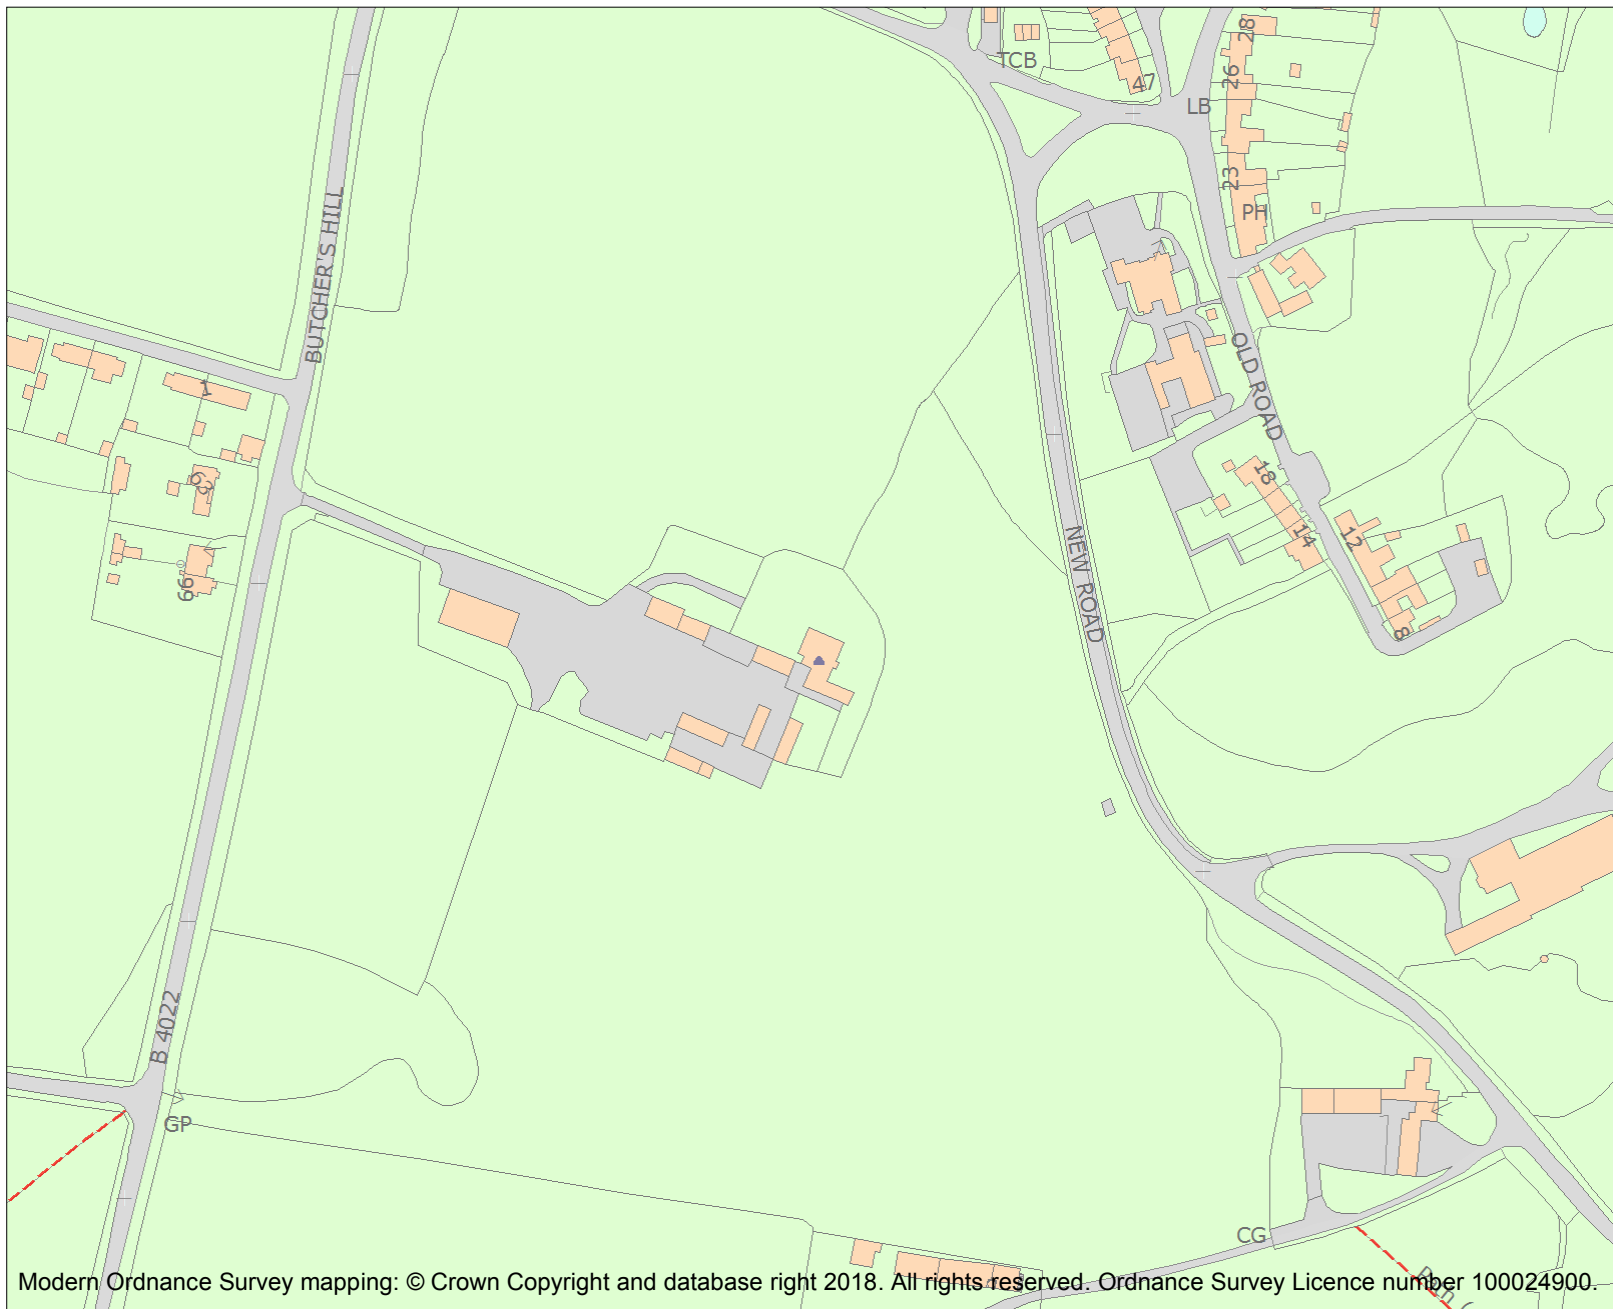 28
TCB
26
47
LB
23
PH
BUTCHER'S HILL
OLD ROAD
1
18
63
14
12
NEW ROAD
66
8
B 4022
GP
CG
Path
Modern Ordnance Survey mapping: © Crown Copyright and database right 2018. All rights reserved. Ordnance Survey Licence number 100024900.